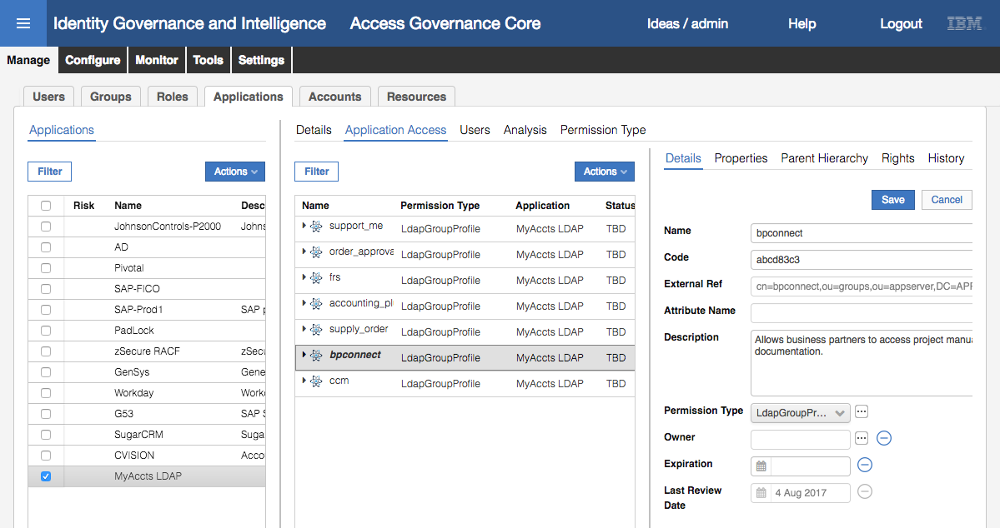 Identity Governance and Intelligence Access Governance Core Ideas / admin Help Logout IBM
Manage Configure Monitor Tools Settings
Users Groups Roles Applications Accounts Resources
Applications
Filter Actions
Risk Name Desc
JohnsonControls-P2000 Johns
AD
Pivotal
SAP-FICO
SAP-Prod1 SAP p
PadLock
zSecure RACF zSecu
GenSys Gene
Workday Work
G53 SAP S
SugarCRM Suga
CVISION Acco
MyAccts LDAP
Details Application Access Users Analysis Permission Type
Filter Actions
Name Permission Type Application Status
support_me LdapGroupProfile MyAccts LDAP TBD
order_approva LdapGroupProfile MyAccts LDAP TBD
frs LdapGroupProfile MyAccts LDAP TBD
accounting_pl LdapGroupProfile MyAccts LDAP TBD
supply_order LdapGroupProfile MyAccts LDAP TBD
bpconnect LdapGroupProfile MyAccts LDAP TBD
ccm LdapGroupProfile MyAccts LDAP TBD
Details Properties Parent Hierarchy Rights History
Save Cancel
Name bpconnect
Code abcd83c3
External Ref cn=bpconnect,ou=groups,ou=appserver,DC=APP
Attribute Name
Description Allows business partners to access project manua
documentation.
Permission Type LdapGroupPr... ...
Owner ...
Expiration
Last Review 4 Aug 2017
Date